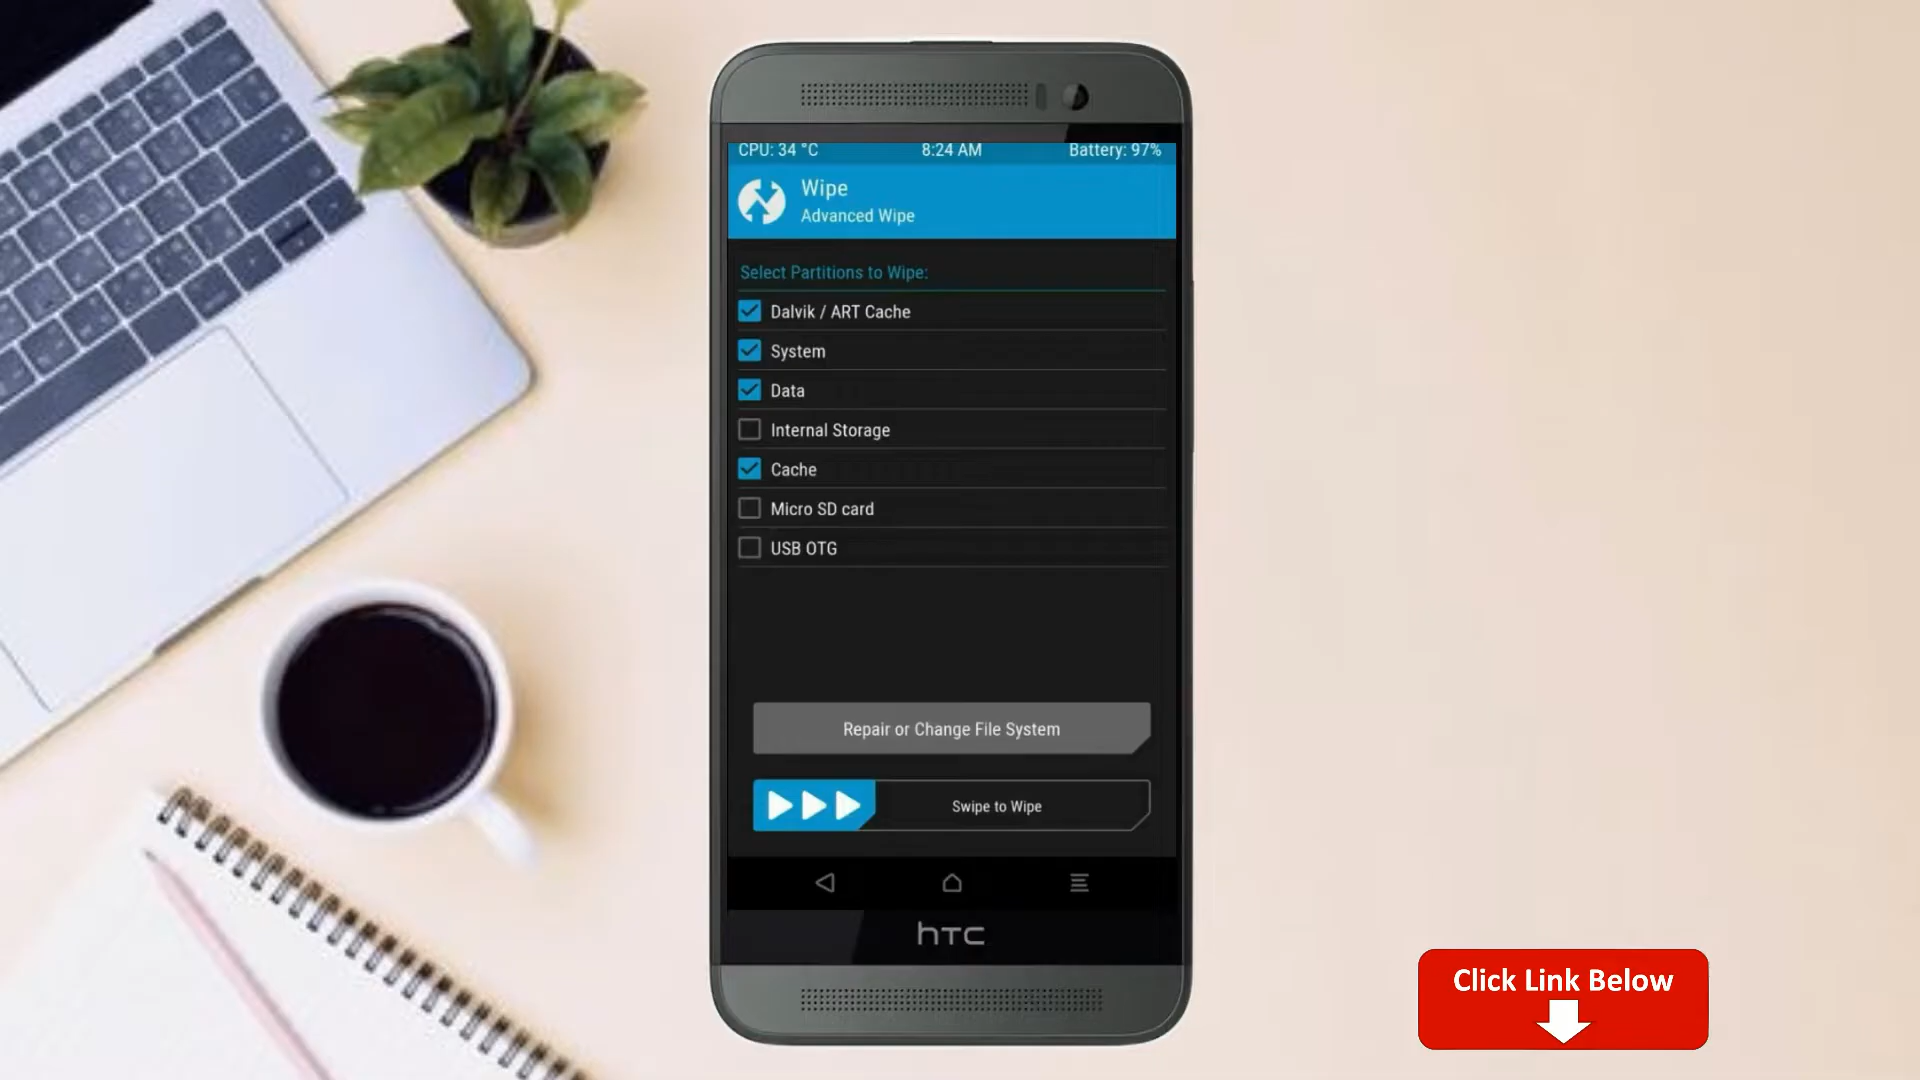 CPU: 34 °C
8:24 AM
Battery: 97%
Wipe
Advanced Wipe
Select Partitions to Wipe:
Dalvik / ART Cache
System
Data
Internal Storage
Cache
Micro SD card
USB OTG
Repair or Change File System
Swipe to Wipe
hTC
Click Link Below